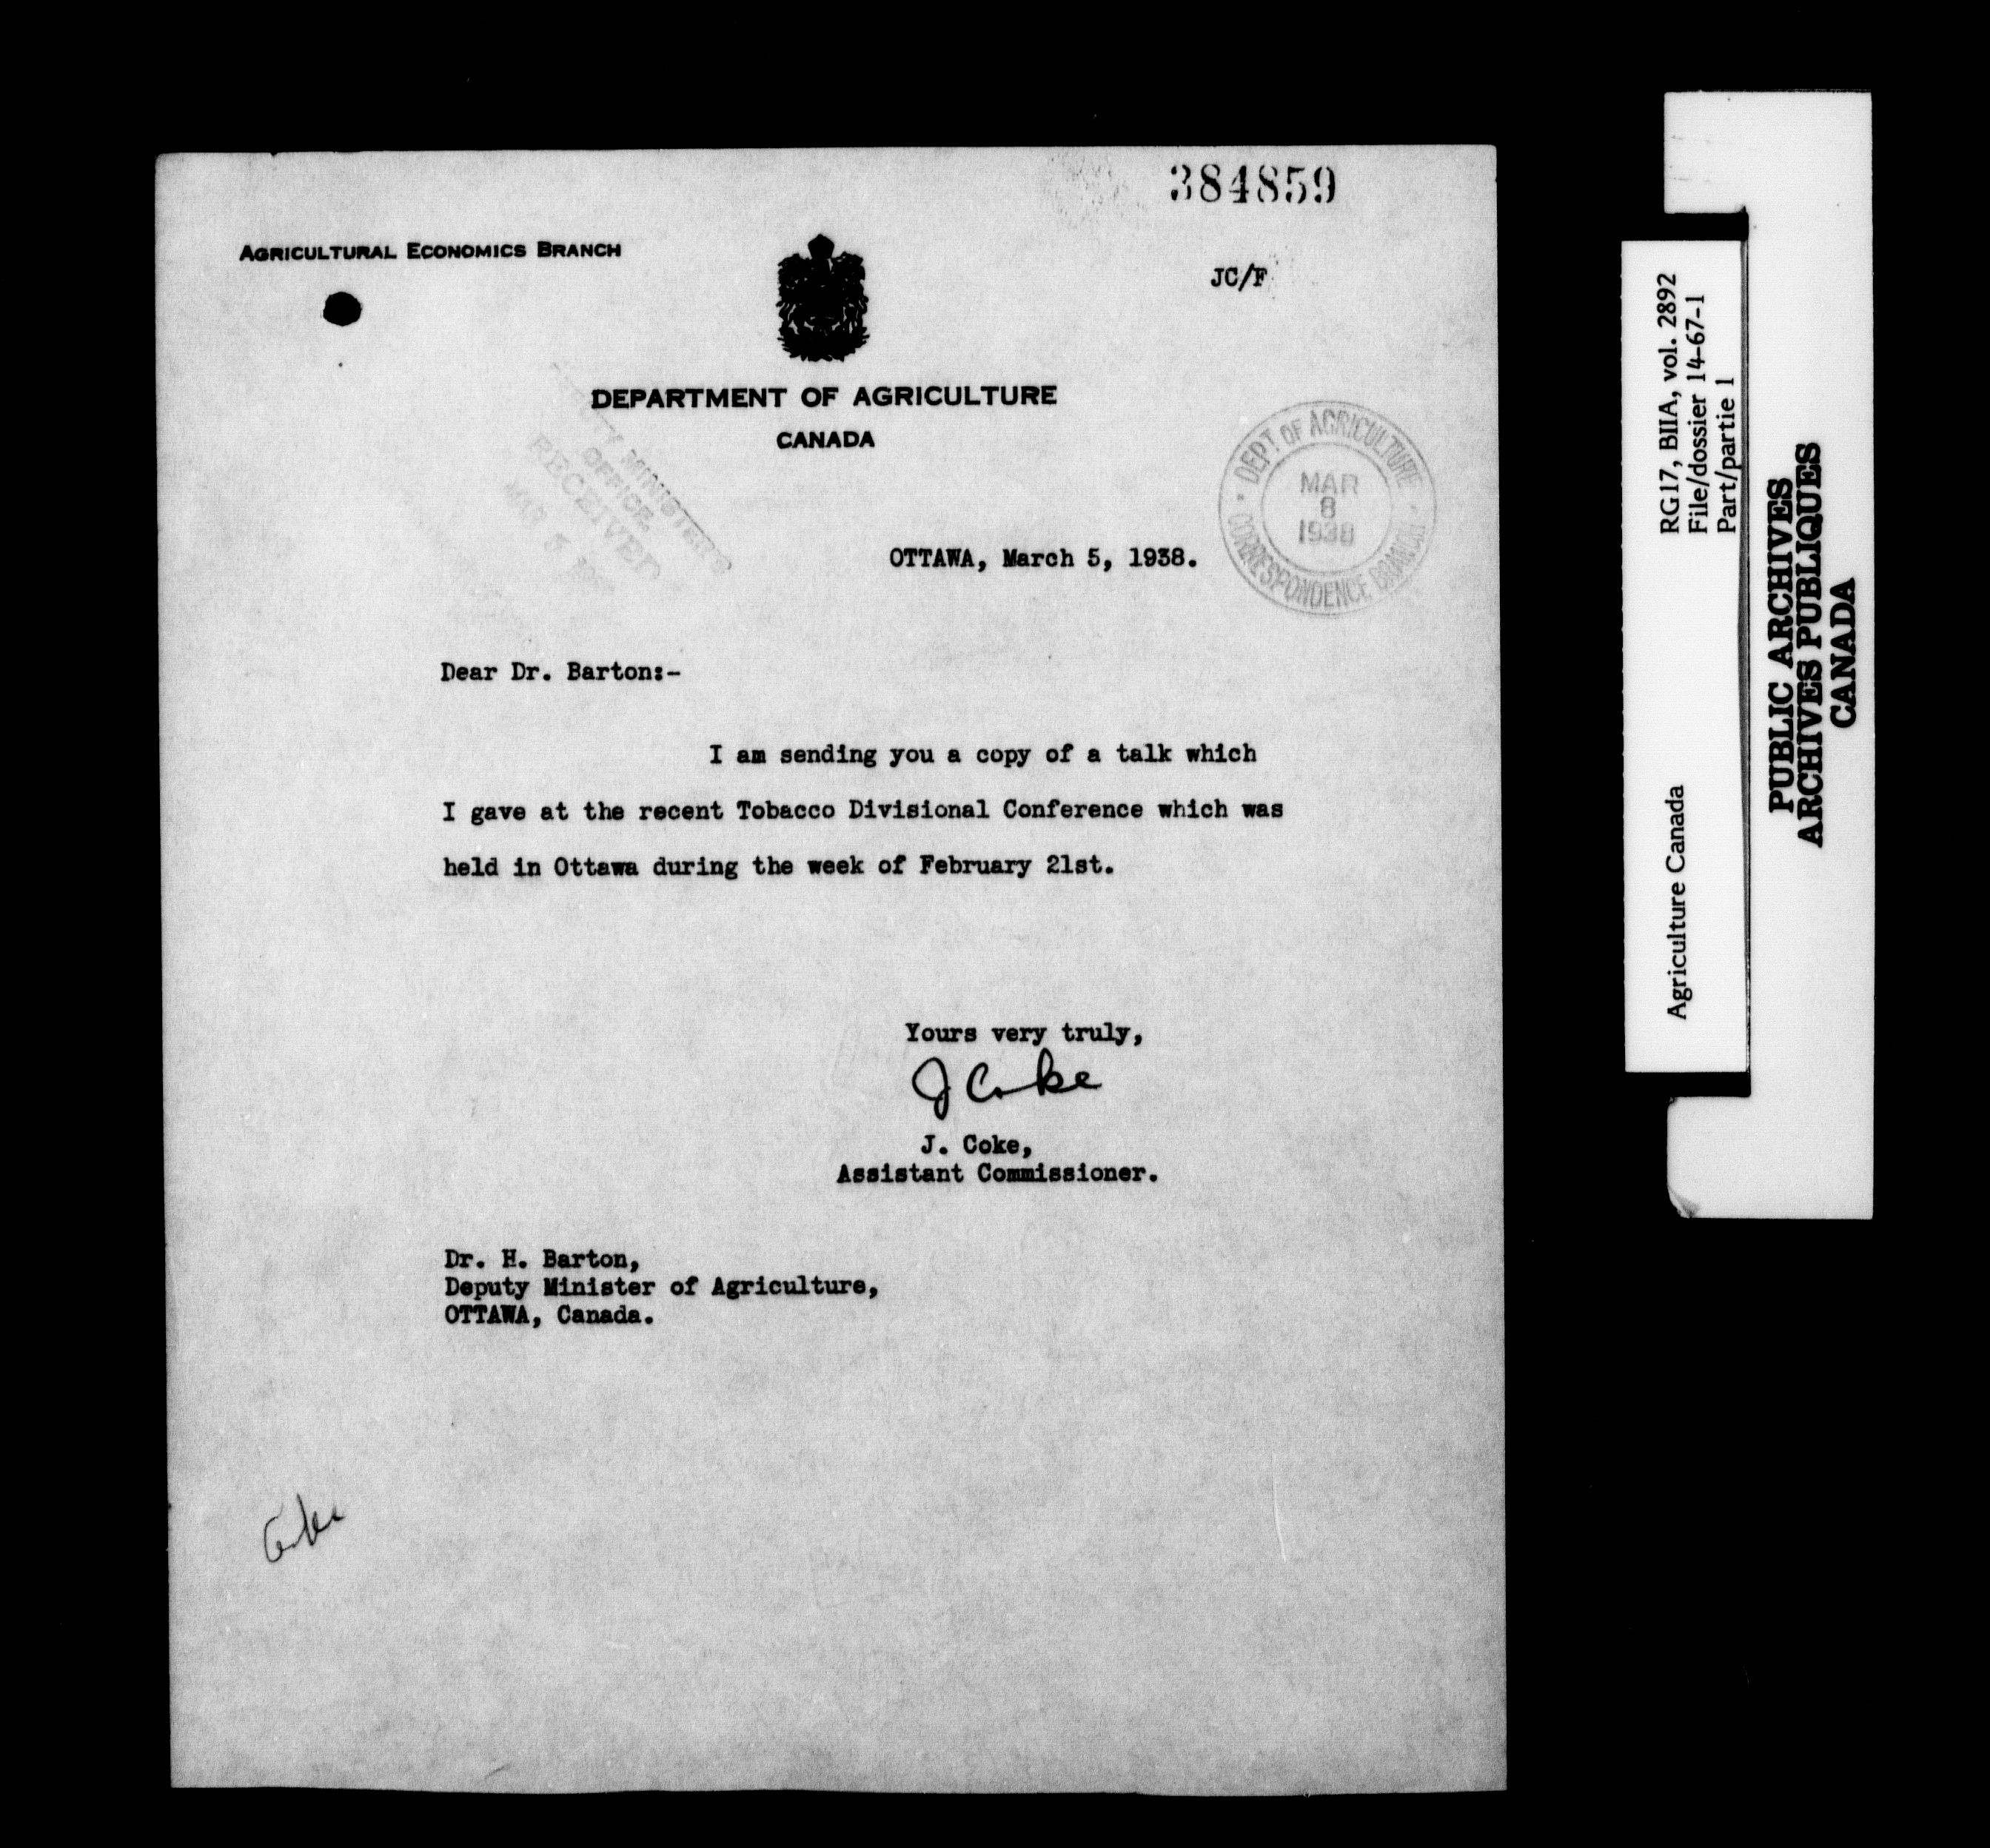 384859
AGRICULTURAL ECONOMICS BRANCH
JC/F
DEPARTMENT OF AGRICULTURE
CANADA
MINISTER'S
OFFICE.
RECEIVED
MAR 5
DEPT OF AGRICULTURE
MAR
8
1938
CORRESPONDENCE BRANCH
OTTAWA, March 5, 1938.
Dear Dr. Barton:-
I am sending you a copy of a talk which
I gave at the recent Tobacco Divisional Conference which was
held in Ottawa during the week of February 21st.
Yours very truly,
J Coke
J. Coke,
Assistant Commissioner.
Dr. H. Barton,
Deputy Minister of Agriculture,
OTTAWA, Canada.
Coke
RG17, BIIA, vol. 2892
File/dossier 14-67-1
Part/partie 1
Agriculture Canada
PUBLIC ARCHIVES
ARCHIVES PUBLIQUES
CANADA